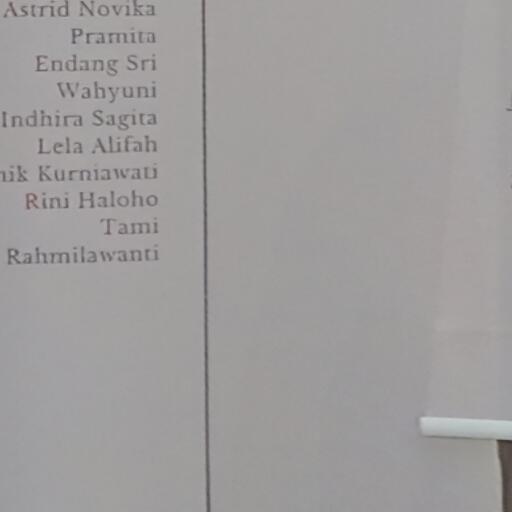 Astrid Novika
Pramita
Endang Sri
Wahyuni
Indhira Sagita
Lela Alifah
Kurniawati
Rini Haloho
Tami
Rahmilawanti